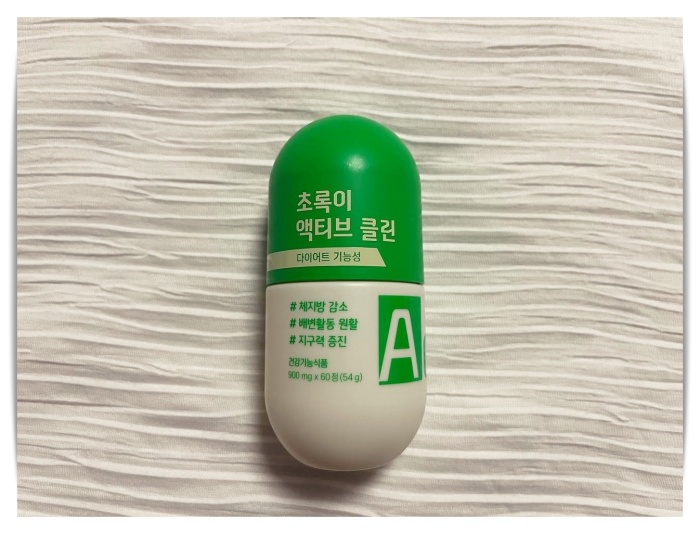 초록이
액티브 클린
다이어트 기능성
# 체지방 감소
# 배변활동 원활
# 지구력 증진
건강기능식품
900 mg x 60정(54 g)
A